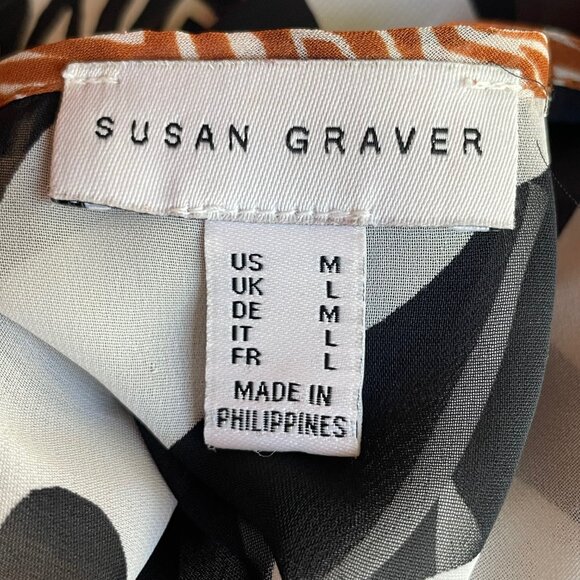 SUSAN GRAVER
US M
UK L
DE M
IT L
FR L
MADE IN
PHILIPPINES